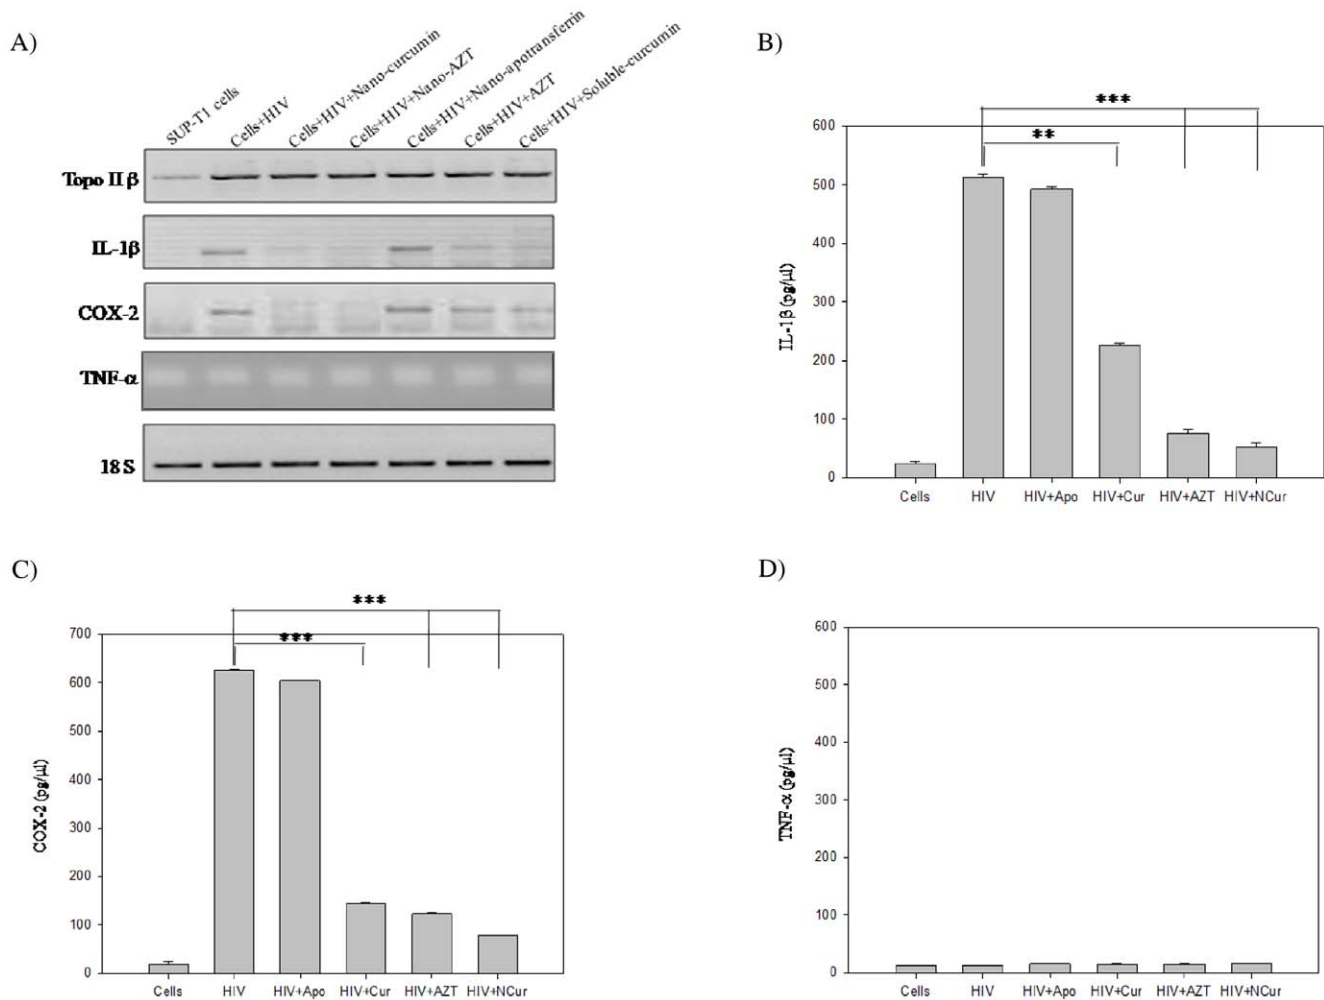 A)
SUP-T1 cells
Cells+HIV
Cells+HIV+Nano-curcumin
Cells+HIV+Nano-AZT
Cells+HIV+Nano-apotransferrin
Cells+HIV+AZT
Cells+HIV+Soluble-curcumin
Topo II β
IL-1β
COX-2
TNF-α
18 S
B)
***
**
600
500
400
300
200
100
0
IL-1β (pg/μl)
Cells HIV HIV+Apo HIV+Cur HIV+AZT HIV+NCur
C)
***
***
700
600
500
400
300
200
100
0
COX-2 (pg/μl)
Cells HIV HIV+Apo HIV+Cur HIV+AZT HIV+NCur
D)
600
500
400
300
200
100
0
TNF-α (pg/μl)
Cells HIV HIV+Apo HIV+Cur HIV+AZT HIV+NCur